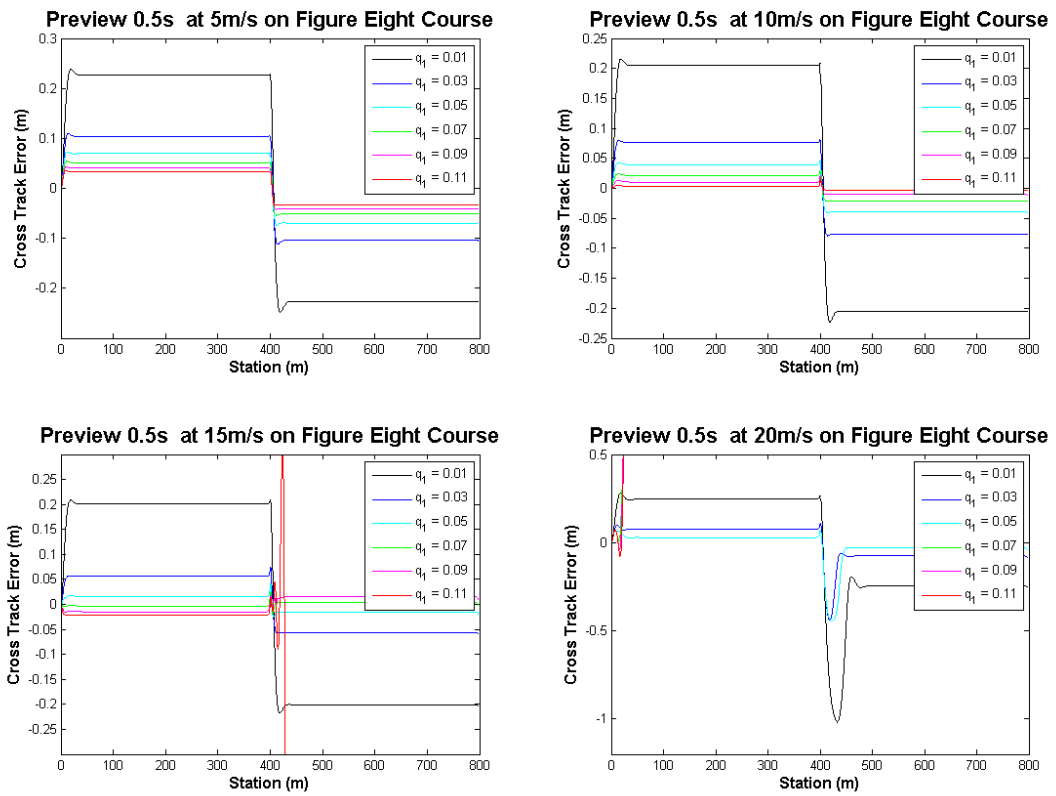 Preview 0.5s  at 5m/s on Figure Eight Course
Cross Track Error (m)
0.3
0.2
0.1
0
-0.1
-0.2
0 100 200 300 400 500 600 700 800
Station (m)
q1 = 0.01
q1 = 0.03
q1 = 0.05
q1 = 0.07
q1 = 0.09
q1 = 0.11
Preview 0.5s  at 10m/s on Figure Eight Course
Cross Track Error (m)
0.25
0.2
0.15
0.1
0.05
0
-0.05
-0.1
-0.15
-0.2
-0.25
0 100 200 300 400 500 600 700 800
Station (m)
q1 = 0.01
q1 = 0.03
q1 = 0.05
q1 = 0.07
q1 = 0.09
q1 = 0.11
Preview 0.5s  at 15m/s on Figure Eight Course
Cross Track Error (m)
0.25
0.2
0.15
0.1
0.05
0
-0.05
-0.1
-0.15
-0.2
-0.25
0 100 200 300 400 500 600 700 800
Station (m)
q1 = 0.01
q1 = 0.03
q1 = 0.05
q1 = 0.07
q1 = 0.09
q1 = 0.11
Preview 0.5s  at 20m/s on Figure Eight Course
Cross Track Error (m)
0.5
0
-0.5
-1
0 100 200 300 400 500 600 700 800
Station (m)
q1 = 0.01
q1 = 0.03
q1 = 0.05
q1 = 0.07
q1 = 0.09
q1 = 0.11